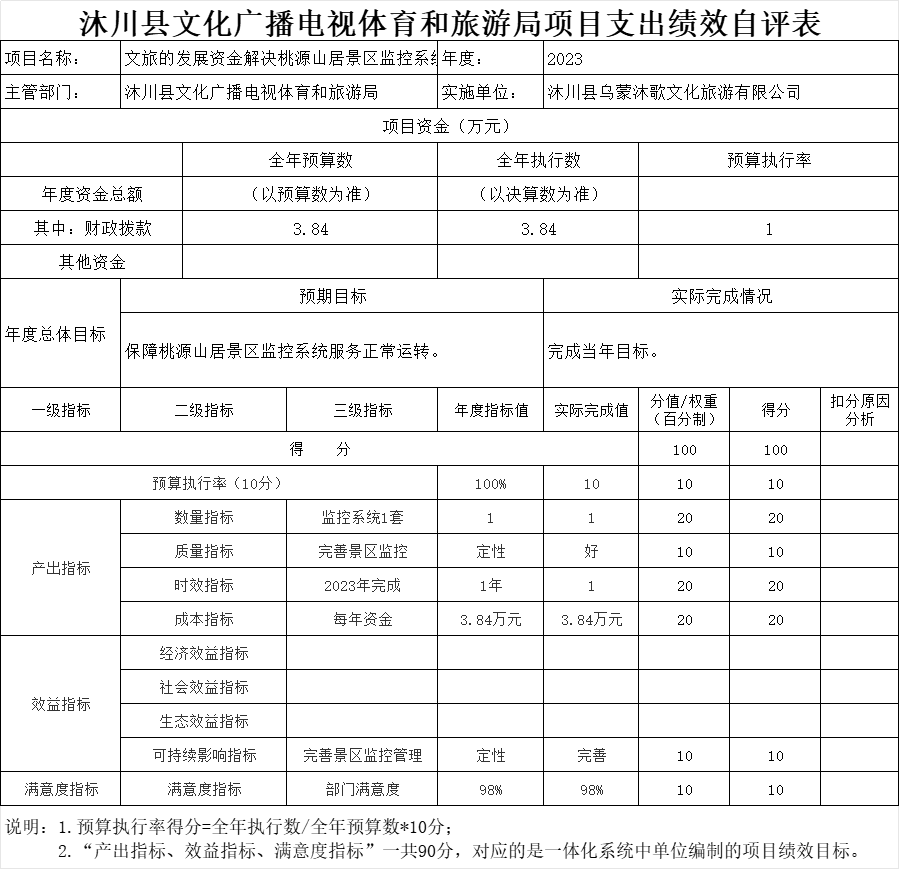 沐川县文化广播电视体育和旅游局项目支出绩效自评表
项目名称： 文旅的发展资金解决桃源山居景区监控系统 年度： 2023
主管部门： 沐川县文化广播电视体育和旅游局 实施单位： 沐川县乌蒙沐歌文化旅游有限公司
项目资金（万元）
全年预算数 全年执行数 预算执行率
年度资金总额 （以预算数为准） （以决算数为准）
其中：财政拨款 3.84 3.84 1
其他资金
年度总体目标 预期目标 实际完成情况
保障桃源山居景区监控系统服务正常运转。 完成当年目标。
一级指标 二级指标 三级指标 年度指标值 实际完成值 分值/权重（百分制） 得分 扣分原因分析
得 分 100 100
预算执行率（10分） 100% 10 10 10
产出指标 数量指标 监控系统1套 1 1 20 20
质量指标 完善景区监控 定性 好 10 10
时效指标 2023年完成 1年 1 20 20
成本指标 每年资金 3.84万元 3.84万元 20 20
效益指标 经济效益指标
社会效益指标
生态效益指标
可持续影响指标 完善景区监控管理 定性 完善 10 10
满意度指标 满意度指标 部门满意度 98% 98% 10 10
说明：1.预算执行率得分=全年执行数/全年预算数*10分；
2.“产出指标、效益指标、满意度指标”一共90分，对应的是一体化系统中单位编制的项目绩效目标。